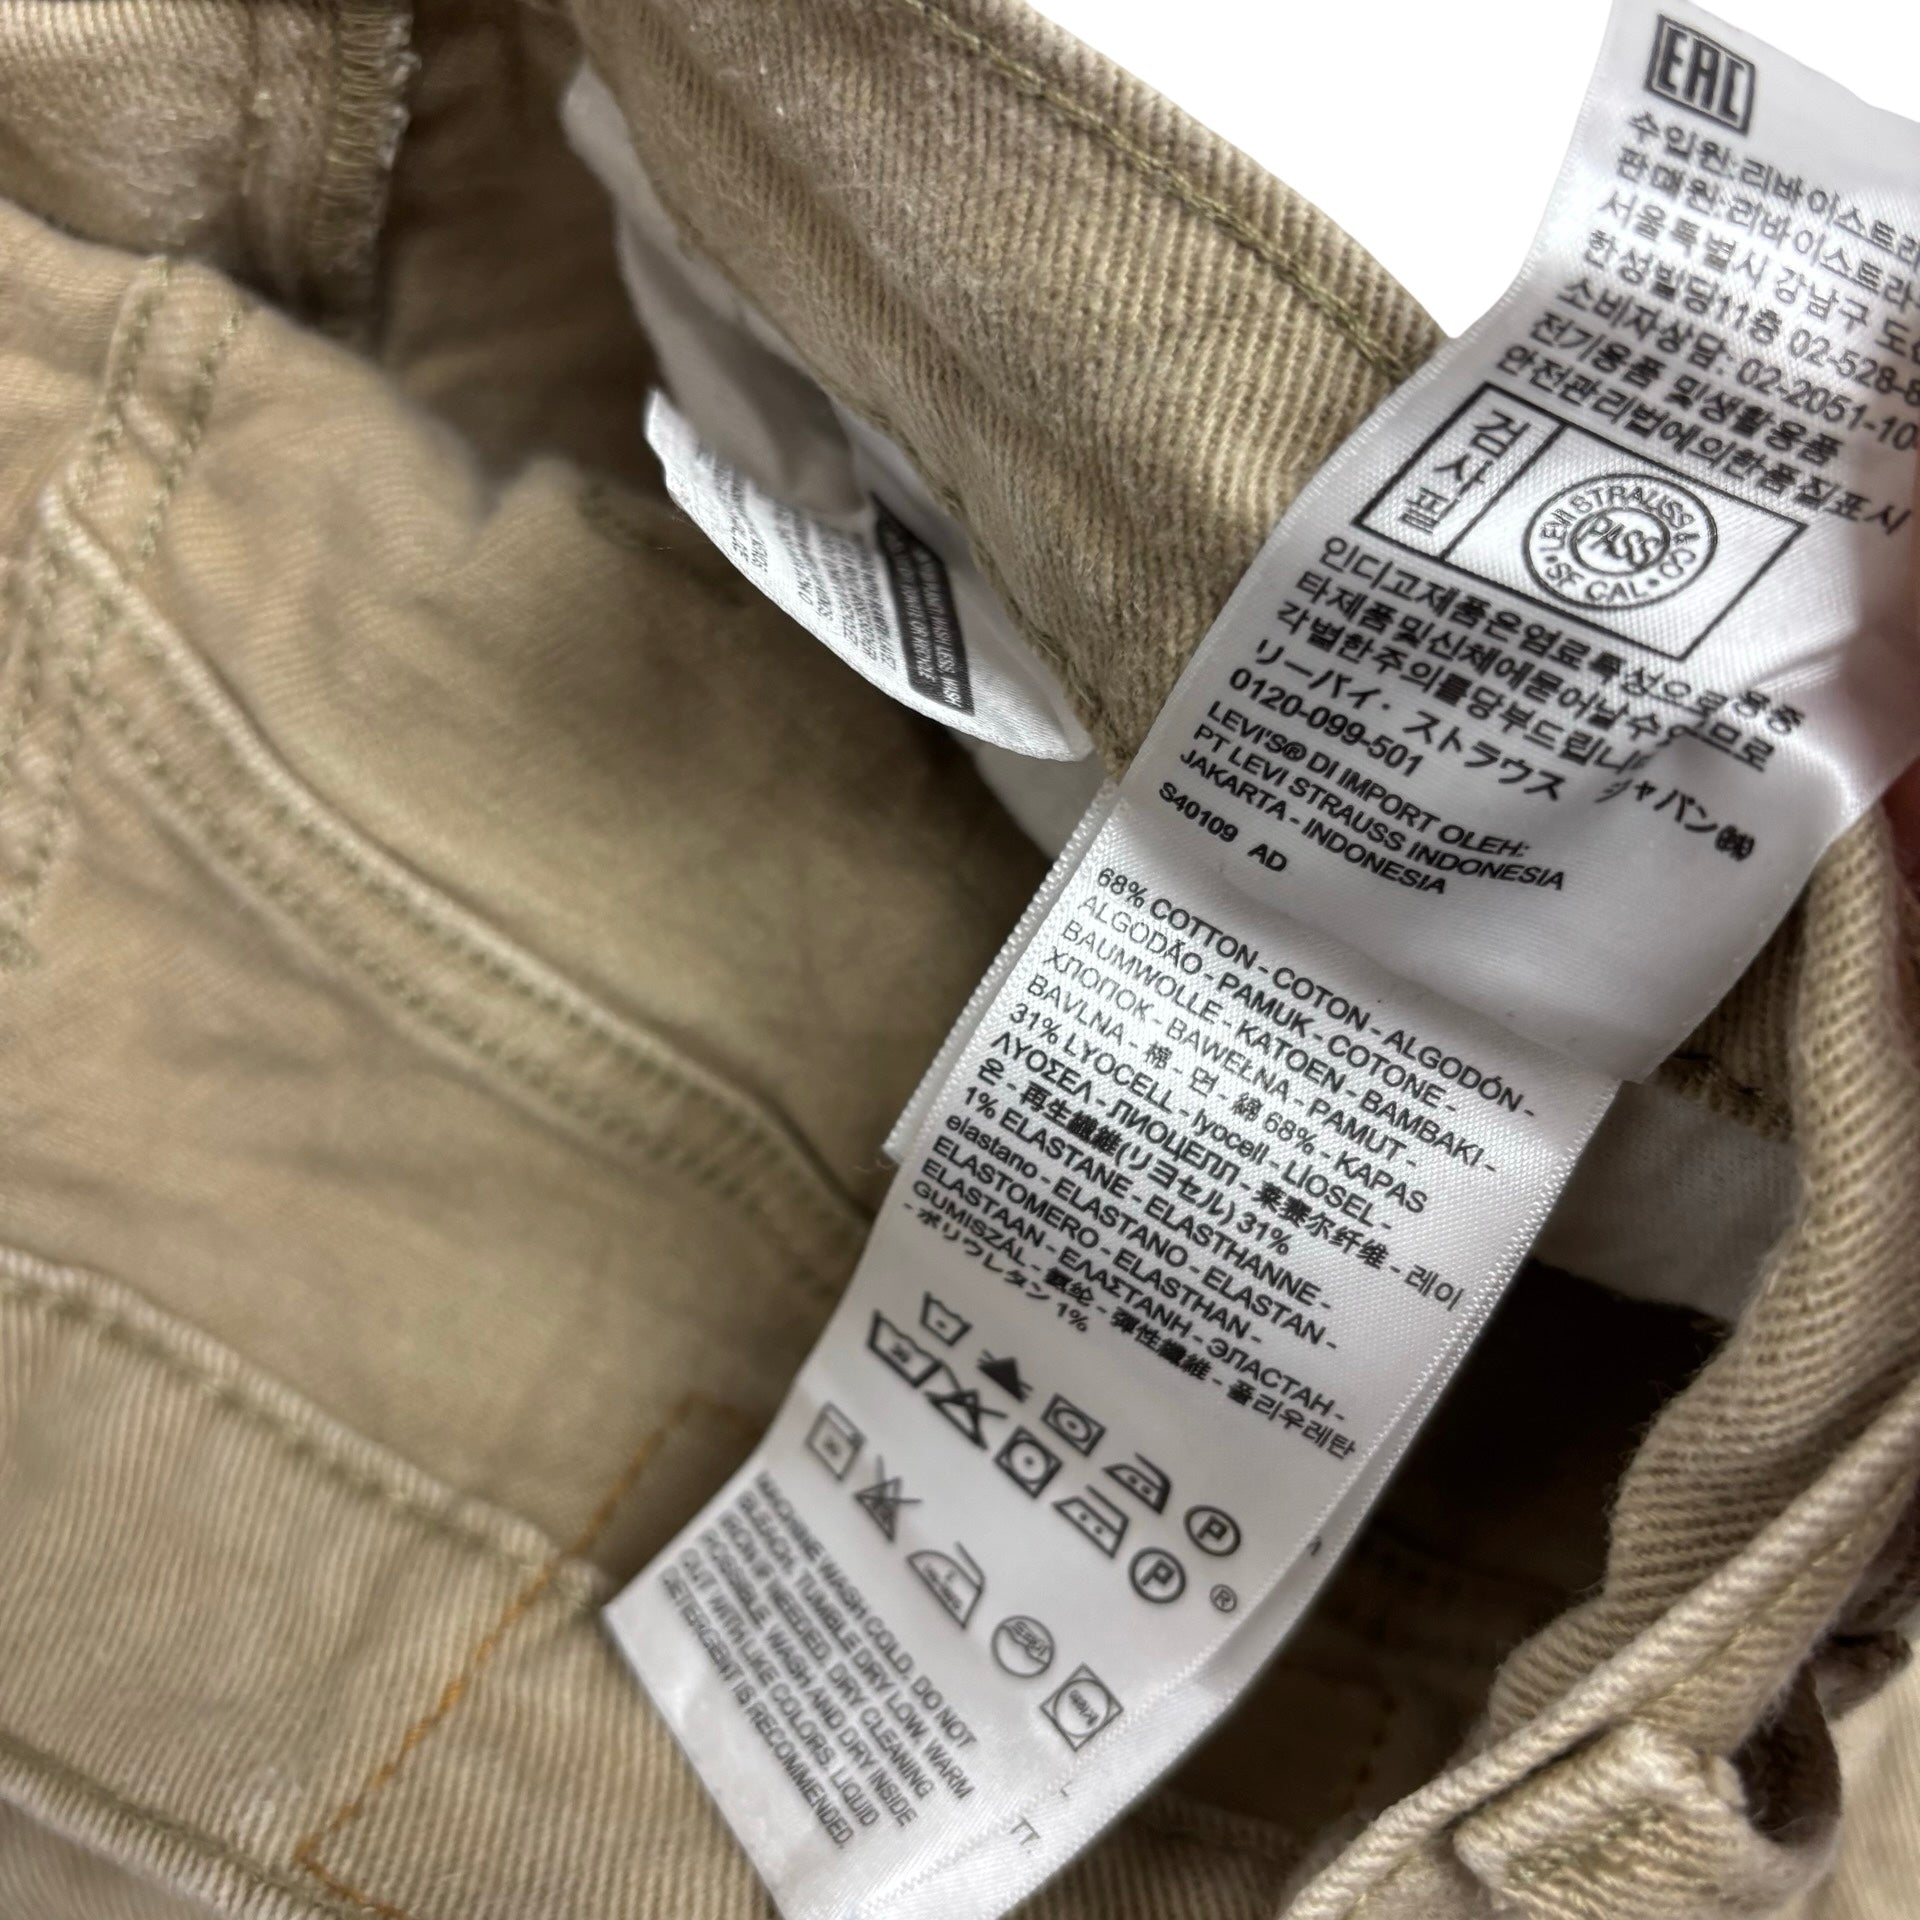 EAC
수입원:리바이스트라
판매원:리바이스트라
서울특별시 강남구 도산
한성빌딩11층 02-528-8
소비자상담: 02-2051-10
전기용품 및생활용품
안전관리법에의한품질표시
검사필
LEVI STRAUSS & CO
PASS
SF CAL
인디고제품은염료특성으로몽중
타제품및신체에묻어날수 으므로
각별한주의를당부드립니
リーバイ・ストラウス ジャパン㈱
0120-099-501
LEVI'S® DI IMPORT OLEH:
PT LEVI STRAUSS INDONESIA
JAKARTA - INDONESIA
S40109 AD
68% COTTON - COTON - ALGODÓN -
ALGODÃO - PAMUK - COTONE -
BAUMWOLLE - KATOEN - BAMBAKI -
ХЛОПОК - BAWEŁNA - PAMUT -
BAVLNA - 棉 - 면 - 綿 68% - KAPAS
31% LYOCELL - lyocell - LİOSEL -
ΛΥΟΣΕΛ - ЛИОЦЕЛЛ - 莱赛尔纤维 - 레이
온 - 再生繊維(リヨセル) 31%
1% ELASTANE - ELASTHANNE -
elastano - ELASTANO - ELASTAN -
ELASTOMERO - ELASTHAN -
ELASTAAN - ΕΛΑΣΤΑΝΗ - ЭЛАСТАН -
GUMISZÁL - 氨纶 - 彈性纖維 - 폴리우레탄
- ポリウレタン 1%
P
P
®
MACHINE WASH COLD. DO NOT
BLEACH. TUMBLE DRY LOW. WARM
IRON IF NEEDED. DRY CLEANING
POSSIBLE. WASH AND DRY INSIDE
OUT WITH LIKE COLORS. LIQUID
DETERGENT IS RECOMMENDED.
TT.